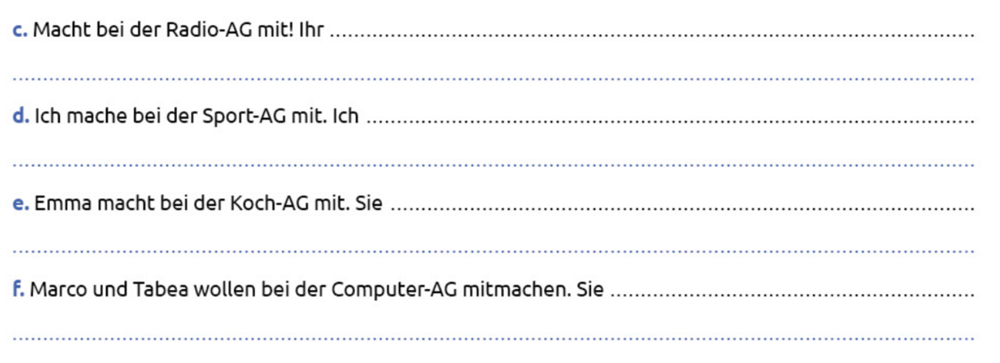 c. Macht bei der Radio-AG mit! Ihr ........................................................................................................
................................................................................................................................................................
d. Ich mache bei der Sport-AG mit. Ich ..................................................................................................
................................................................................................................................................................
e. Emma macht bei der Koch-AG mit. Sie ...............................................................................................
................................................................................................................................................................
f. Marco und Tabea wollen bei der Computer-AG mitmachen. Sie ...........................................................
................................................................................................................................................................